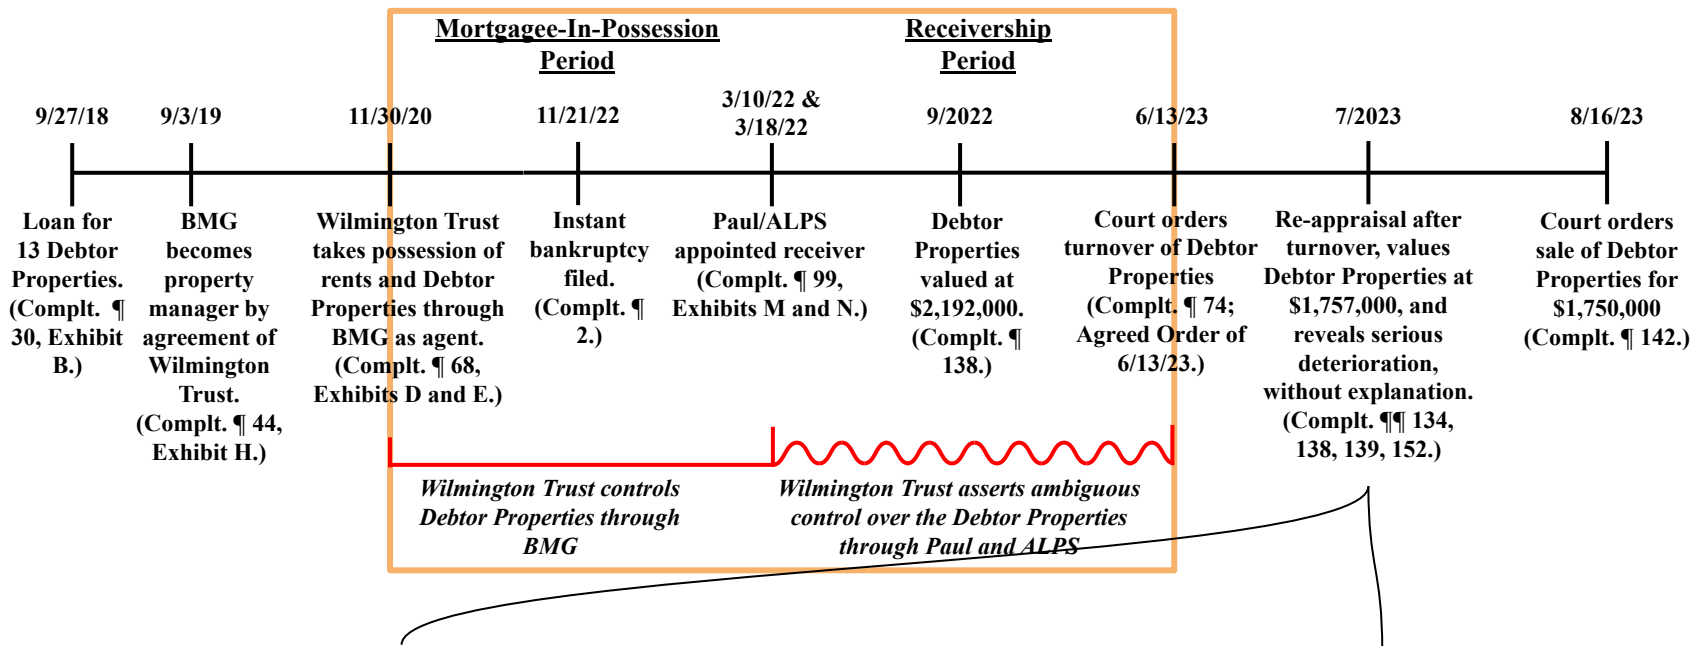 Mortgagee-In-Possession
Period
Receivership
Period
9/27/18
9/3/19
11/30/20
11/21/22
3/10/22 &
3/18/22
9/2022
6/13/23
7/2023
8/16/23
Loan for
13 Debtor
Properties.
(Complt. ¶
30, Exhibit
B.)
BMG
becomes
property
manager by
agreement of
Wilmington
Trust.
(Complt. ¶ 44,
Exhibit H.)
Wilmington Trust
takes possession of
rents and Debtor
Properties through
BMG as agent.
(Complt. ¶ 68,
Exhibits D and E.)
Instant
bankruptcy
filed.
(Complt. ¶
2.)
Paul/ALPS
appointed receiver
(Complt. ¶ 99,
Exhibits M and N.)
Debtor
Properties
valued at
$2,192,000.
(Complt. ¶
138.)
Court orders
turnover of Debtor
Properties
(Complt. ¶ 74;
Agreed Order of
6/13/23.)
Re-appraisal after
turnover, values
Debtor Properties at
$1,757,000, and
reveals serious
deterioration,
without explanation.
(Complt. ¶¶ 134,
138, 139, 152.)
Court orders
sale of Debtor
Properties for
$1,750,000
(Complt. ¶ 142.)
Wilmington Trust controls
Debtor Properties through
BMG
Wilmington Trust asserts ambiguous
control over the Debtor Properties
through Paul and ALPS